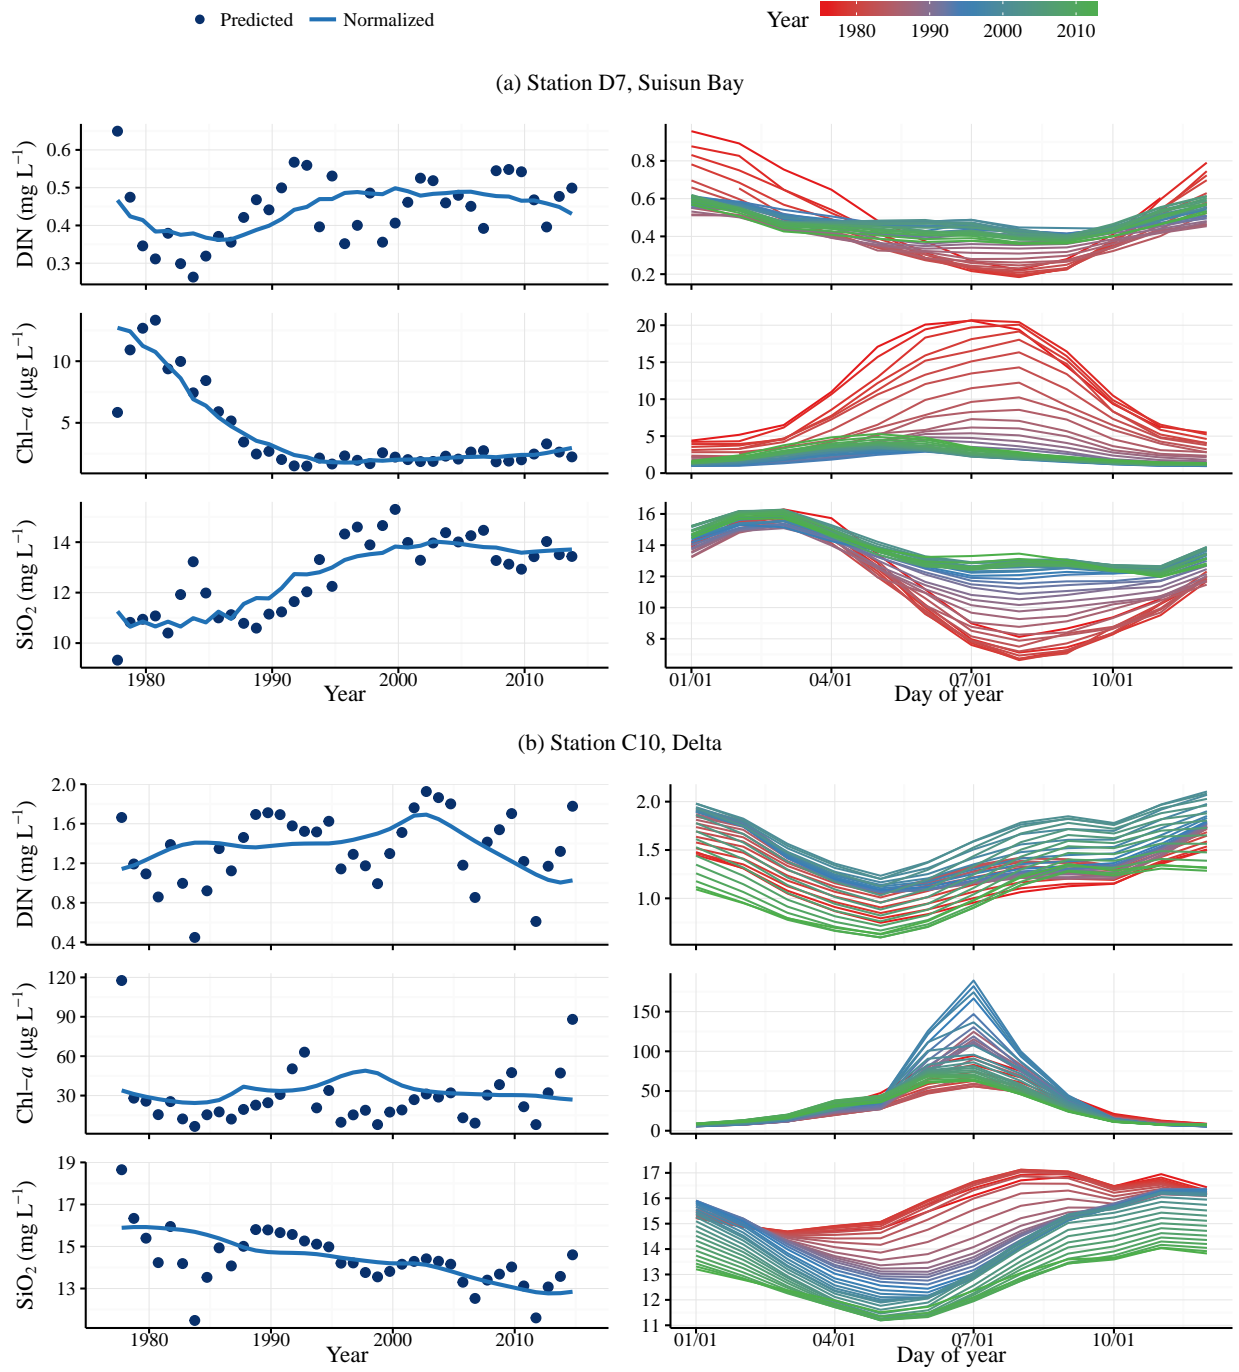 Predicted Normalized
Year
1980 1990 2000 2010
(a) Station D7, Suisun Bay
DIN (mg L⁻¹)
0.6
0.5
0.4
0.3
0.8
0.6
0.4
0.2
Chl−a (µg L⁻¹)
10
5
20
15
10
5
0
SiO₂ (mg L⁻¹)
14
12
10
16
14
12
10
8
1980 1990 2000 2010
Year
01/01 04/01 07/01 10/01
Day of year
(b) Station C10, Delta
DIN (mg L⁻¹)
2.0
1.6
1.2
0.8
0.4
2.0
1.5
1.0
Chl−a (µg L⁻¹)
120
90
60
30
150
100
50
0
SiO₂ (mg L⁻¹)
19
17
15
13
17
16
15
14
13
12
11
1980 1990 2000 2010
Year
01/01 04/01 07/01 10/01
Day of year